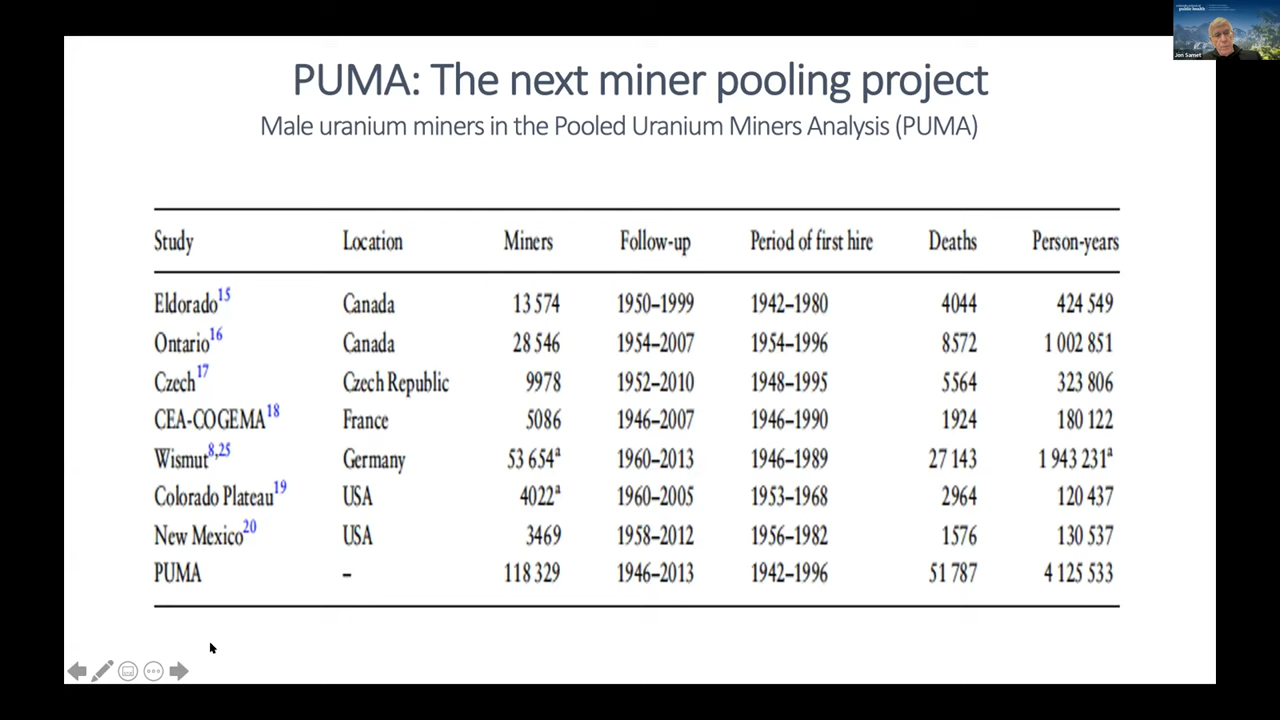 public health
Jon Samet
PUMA: The next miner pooling project
Male uranium miners in the Pooled Uranium Miners Analysis (PUMA)
Study Location Miners Follow-up Period of first hire Deaths Person-years
Eldorado15 Canada 13 574 1950–1999 1942–1980 4044 424 549
Ontario16 Canada 28 546 1954–2007 1954–1996 8572 1 002 851
Czech17 Czech Republic 9978 1952–2010 1948–1995 5564 323 806
CEA-COGEMA18 France 5086 1946–2007 1946–1990 1924 180 122
Wismut8,25 Germany 53 654a 1960–2013 1946–1989 27 143 1 943 231a
Colorado Plateau19 USA 4022a 1960–2005 1953–1968 2964 120 437
New Mexico20 USA 3469 1958–2012 1956–1982 1576 130 537
PUMA – 118 329 1946–2013 1942–1996 51 787 4 125 533